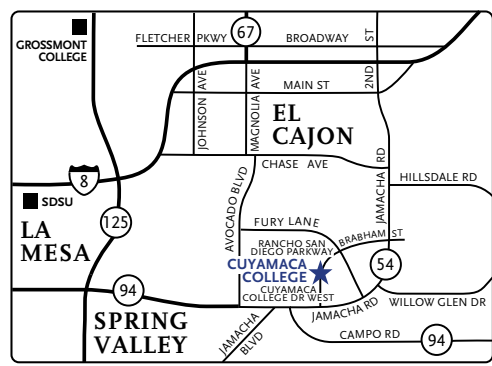 GROSSMONT
COLLEGE
FLETCHER PKWY
67
BROADWAY
2ND ST
JOHNSON AVE
MAGNOLIA AVE
MAIN ST
EL
CAJON
CHASE AVE
JAMACHA RD
HILLSDALE RD
8
SDSU
LA
MESA
125
AVOCADO BLVD
FURY LANE
RANCHO SAN
DIEGO PARKWAY
BRABHAM ST
CUYAMACA
COLLEGE
CUYAMACA
COLLEGE DR WEST
54
94
JAMACHA RD
WILLOW GLEN DR
SPRING
VALLEY
JAMACHA
BLVD
CAMPO RD
94